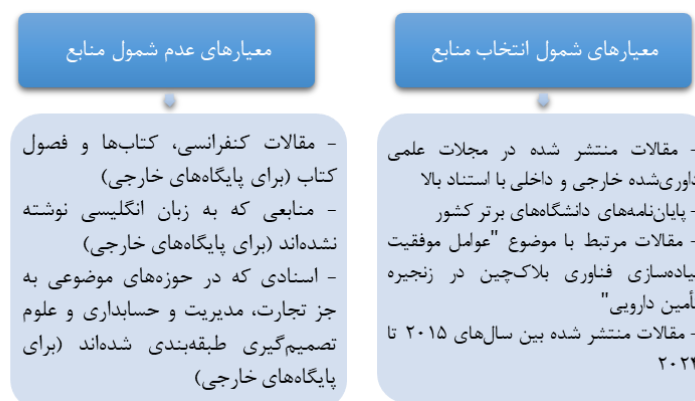 معیارهای شمول انتخاب منابع
- مقالات منتشر شده در مجلات علمی
داوری‌شده خارجی و داخلی با استناد بالا
- پایان‌نامه‌های دانشگاه‌های برتر کشور
- مقالات مرتبط با موضوع "عوامل موفقیت
پیاده‌سازی فناوری بلاک‌چین در زنجیره
تأمین دارویی"
- مقالات منتشر شده بین سال‌های ۲۰۱۵ تا
معیارهای عدم شمول منابع
- مقالات کنفرانسی، کتاب‌ها و فصول
کتاب (برای پایگاه‌های خارجی)
- منابعی که به زبان انگلیسی نوشته
نشده‌اند (برای پایگاه‌های خارجی)
- اسنادی که در حوزه‌های موضوعی به
جز تجارت، مدیریت و حسابداری و علوم
تصمیم‌گیری طبقه‌بندی شده‌اند (برای
پایگاه‌های خارجی)